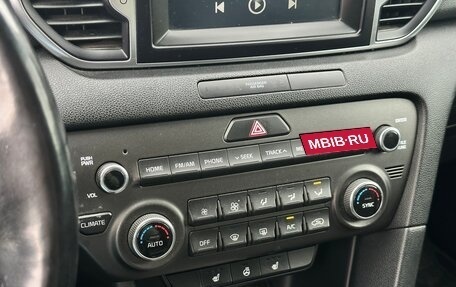 PUSH
PWR
VOL
HOME
FM/AM
PHONE
SEEK
TRACK
MBIB-RU
CLIMATE
AUTO
OFF
A/C
SYNC